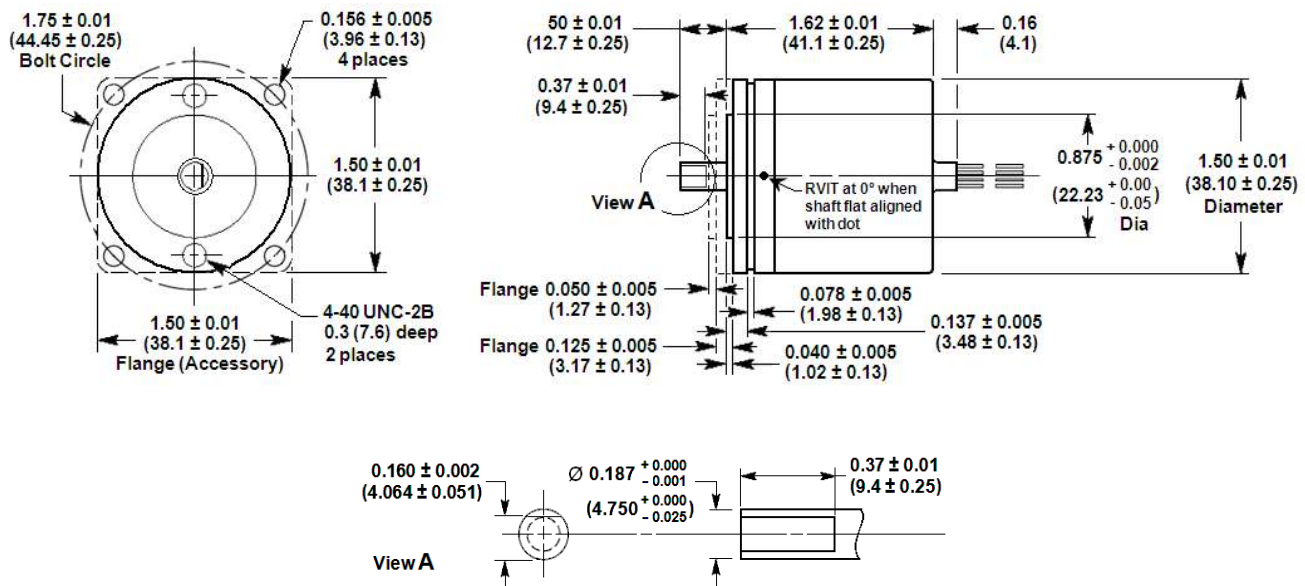 1.75 ± 0.01
(44.45 ± 0.25)
Bolt Circle
0.156 ± 0.005
(3.96 ± 0.13)
4 places
1.50 ± 0.01
(38.1 ± 0.25)
1.50 ± 0.01
(38.1 ± 0.25)
Flange (Accessory)
4-40 UNC-2B
0.3 (7.6) deep
2 places
50 ± 0.01
(12.7 ± 0.25)
1.62 ± 0.01
(41.1 ± 0.25)
0.16
(4.1)
0.37 ± 0.01
(9.4 ± 0.25)
View A
RVIT at 0° when
shaft flat aligned
with dot
0.875 + 0.000
- 0.002
(22.23 + 0.00
- 0.05)
Dia
1.50 ± 0.01
(38.10 ± 0.25)
Diameter
Flange 0.050 ± 0.005
(1.27 ± 0.13)
Flange 0.125 ± 0.005
(3.17 ± 0.13)
0.078 ± 0.005
(1.98 ± 0.13)
0.137 ± 0.005
(3.48 ± 0.13)
0.040 ± 0.005
(1.02 ± 0.13)
0.160 ± 0.002
(4.064 ± 0.051)
View A
Ø 0.187 + 0.000
- 0.001
(4.750 + 0.000
- 0.025)
0.37 ± 0.01
(9.4 ± 0.25)